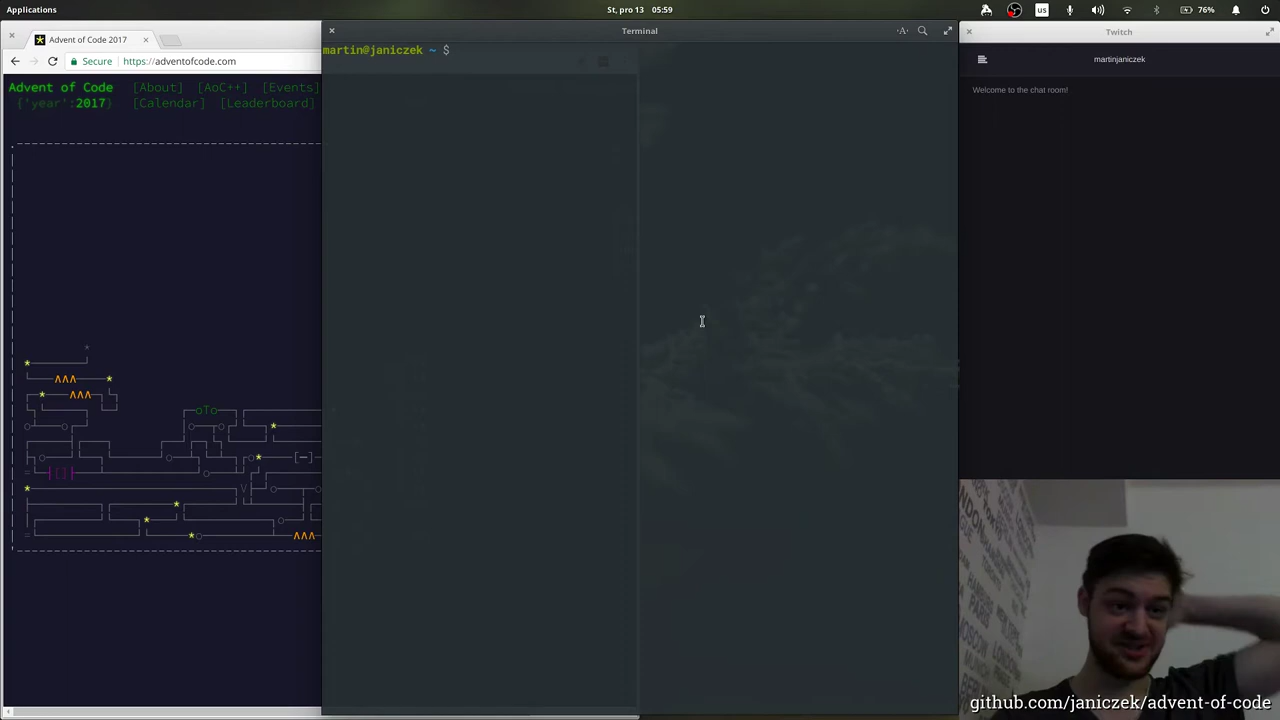 Applications
St, pro 13 05:59
us
76%
Advent of Code 2017
Secure https://adventofcode.com
Advent of Code [About] [AoC++] [Events]
{'year':2017} [Calendar] [Leaderboard]
Terminal
martin@janiczek ~ $
Twitch
martinjaniczek
Welcome to the chat room!
MOSCOW
github.com/janiczek/advent-of-code